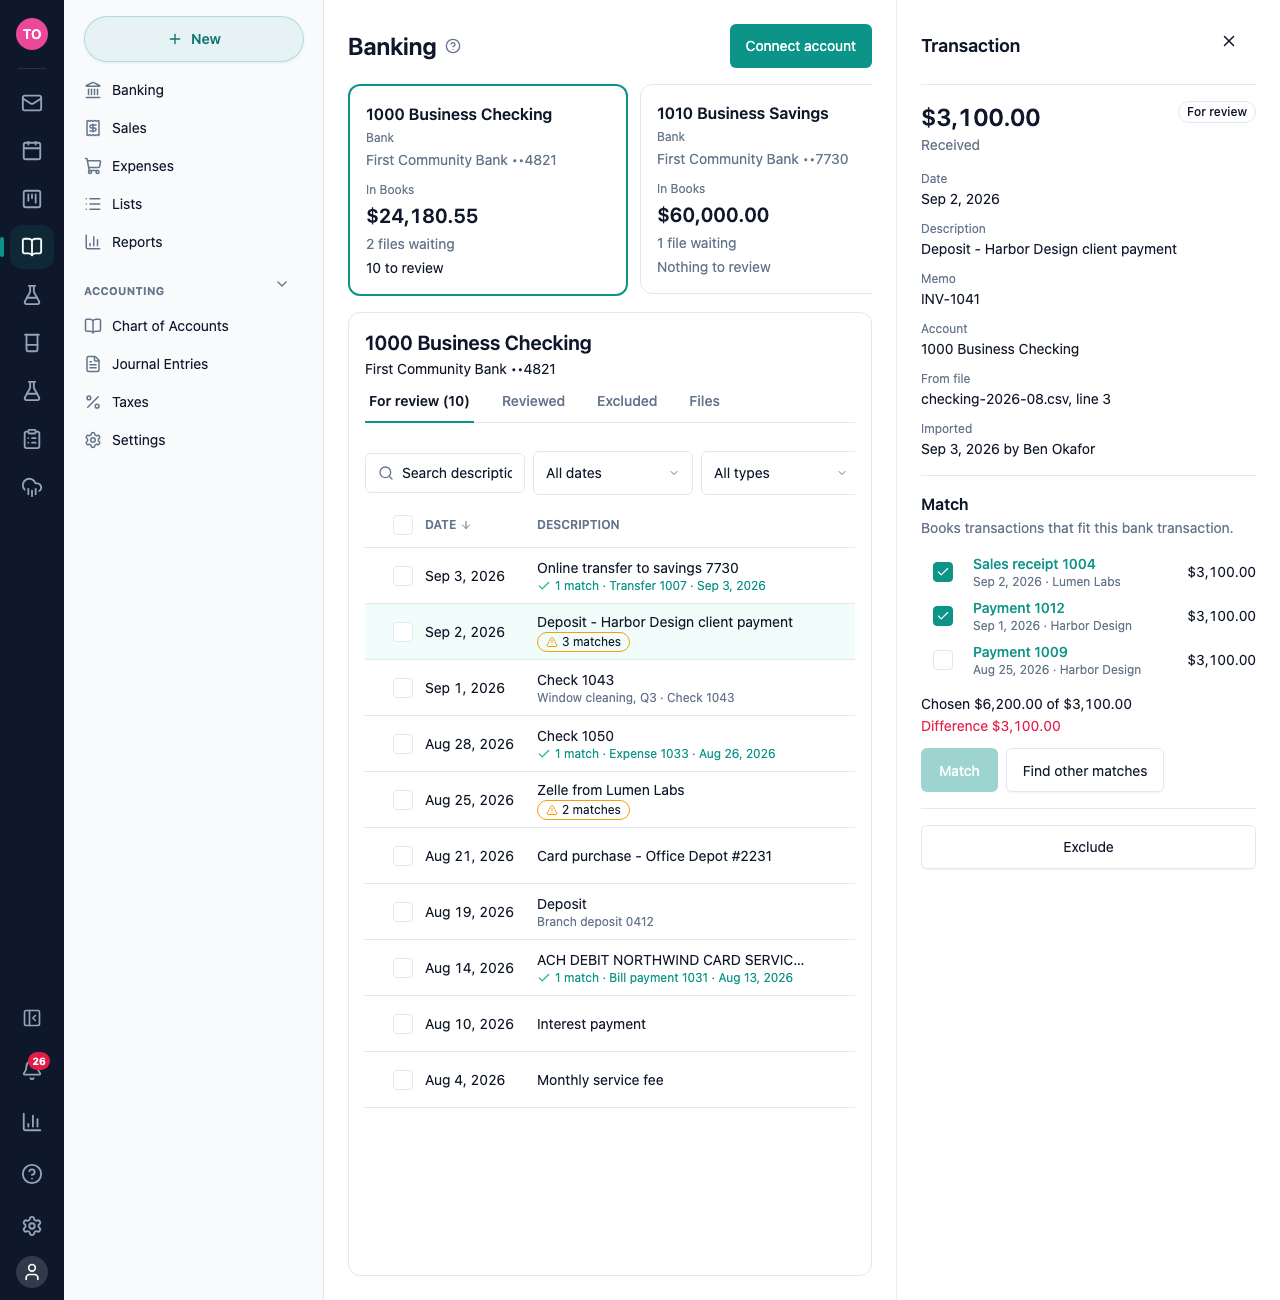 TO
26
New
Banking
Sales
Expenses
Lists
Reports
ACCOUNTING
Chart of Accounts
Journal Entries
Taxes
Settings
Banking
Connect account
1000 Business Checking
Bank
First Community Bank ••4821
In Books
$24,180.55
2 files waiting
10 to review
1010 Business Savings
Bank
First Community Bank ••7730
In Books
$60,000.00
1 file waiting
Nothing to review
1000 Business Checking
First Community Bank ••4821
For review (10) Reviewed Excluded Files
Search descriptic All dates All types
DATE DESCRIPTION
Sep 3, 2026 Online transfer to savings 7730
1 match · Transfer 1007 · Sep 3, 2026
Sep 2, 2026 Deposit - Harbor Design client payment
3 matches
Sep 1, 2026 Check 1043
Window cleaning, Q3 · Check 1043
Aug 28, 2026 Check 1050
1 match · Expense 1033 · Aug 26, 2026
Aug 25, 2026 Zelle from Lumen Labs
2 matches
Aug 21, 2026 Card purchase - Office Depot #2231
Aug 19, 2026 Deposit
Branch deposit 0412
Aug 14, 2026 ACH DEBIT NORTHWIND CARD SERVIC...
1 match · Bill payment 1031 · Aug 13, 2026
Aug 10, 2026 Interest payment
Aug 4, 2026 Monthly service fee
Transaction
$3,100.00 For review
Received
Date
Sep 2, 2026
Description
Deposit - Harbor Design client payment
Memo
INV-1041
Account
1000 Business Checking
From file
checking-2026-08.csv, line 3
Imported
Sep 3, 2026 by Ben Okafor
Match
Books transactions that fit this bank transaction.
Sales receipt 1004 $3,100.00
Sep 2, 2026 · Lumen Labs
Payment 1012 $3,100.00
Sep 1, 2026 · Harbor Design
Payment 1009 $3,100.00
Aug 25, 2026 · Harbor Design
Chosen $6,200.00 of $3,100.00
Difference $3,100.00
Match Find other matches
Exclude